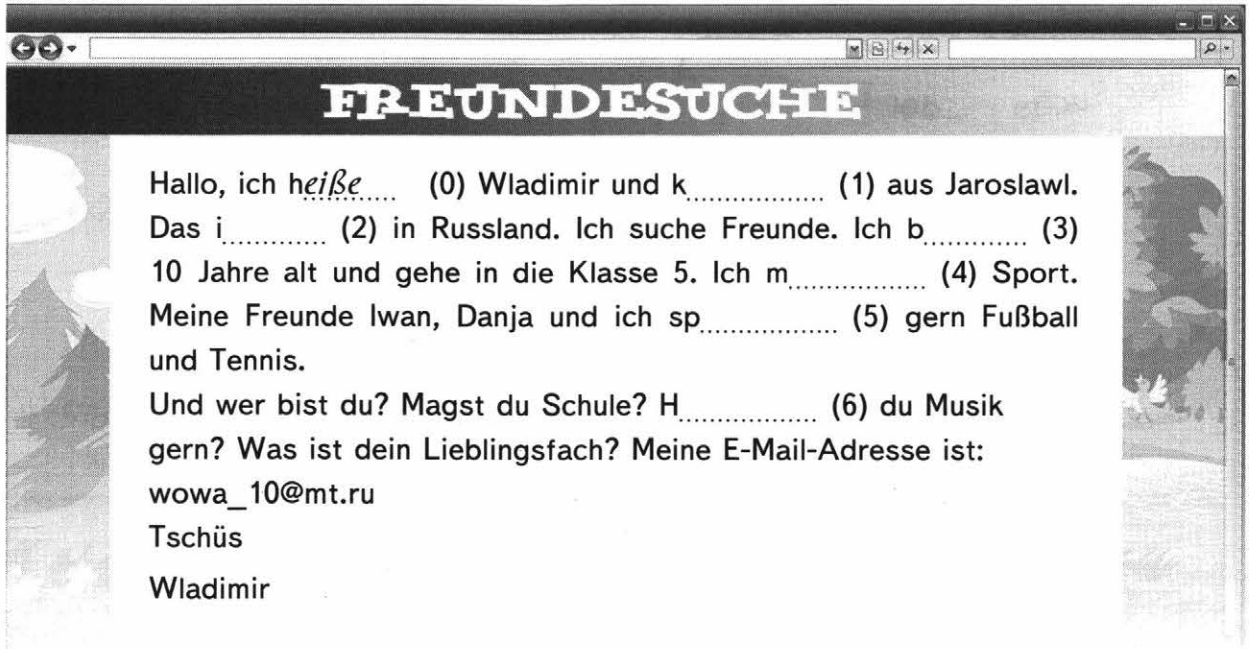 FREUNDESUCHE
Hallo, ich heiße (0) Wladimir und k................. (1) aus Jaroslawl.
Das i............. (2) in Russland. Ich suche Freunde. Ich b............. (3)
10 Jahre alt und gehe in die Klasse 5. Ich m................. (4) Sport.
Meine Freunde Iwan, Danja und ich sp................. (5) gern Fußball
und Tennis.
Und wer bist du? Magst du Schule? H................. (6) du Musik
gern? Was ist dein Lieblingsfach? Meine E-Mail-Adresse ist:
wowa_10@mt.ru
Tschüs
Wladimir